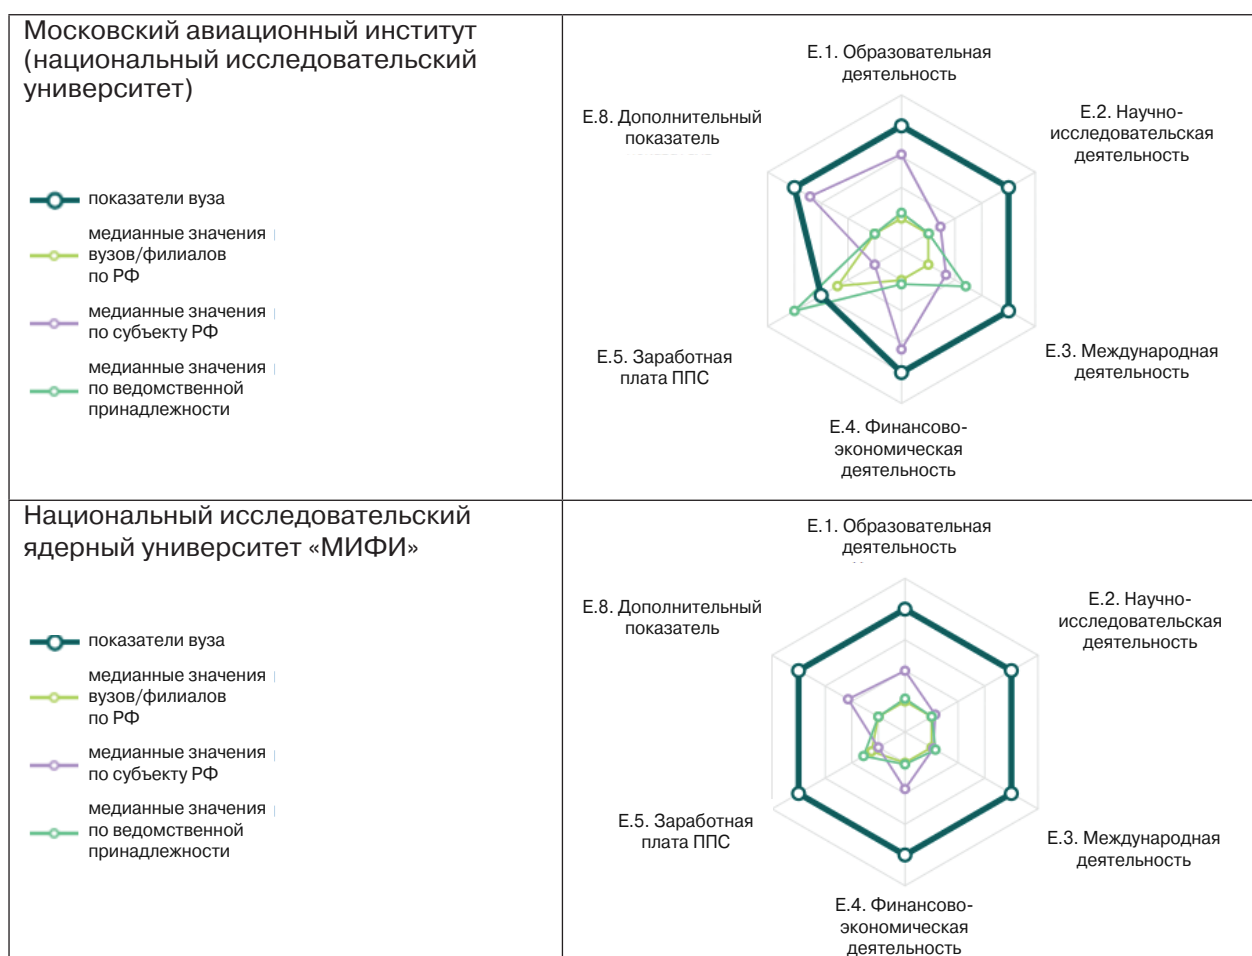 Московский авиационный институт
(национальный исследовательский
университет)
показатели вуза
медианные значения
вузов/филиалов
по РФ
медианные значения
по субъекту РФ
медианные значения
по ведомственной
принадлежности
Е.1. Образовательная
деятельность
Е.8. Дополнительный
показатель
Е.2. Научно-
исследовательская
деятельность
Е.5. Заработная
плата ППС
Е.3. Международная
деятельность
Е.4. Финансово-
экономическая
деятельность
Национальный исследовательский
ядерный университет «МИФИ»
показатели вуза
медианные значения
вузов/филиалов
по РФ
медианные значения
по субъекту РФ
медианные значения
по ведомственной
принадлежности
Е.1. Образовательная
деятельность
Е.8. Дополнительный
показатель
Е.2. Научно-
исследовательская
деятельность
Е.5. Заработная
плата ППС
Е.3. Международная
деятельность
Е.4. Финансово-
экономическая
деятельность